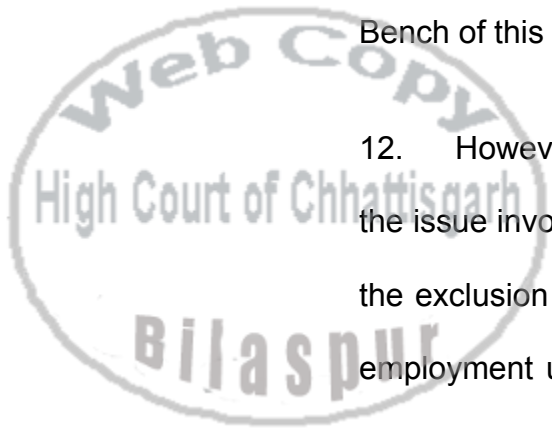 Bench of this
Web Copy
12. Howev
High Court of Chhattisgarh
the issue invo
the exclusion
Bilaspur
employment u